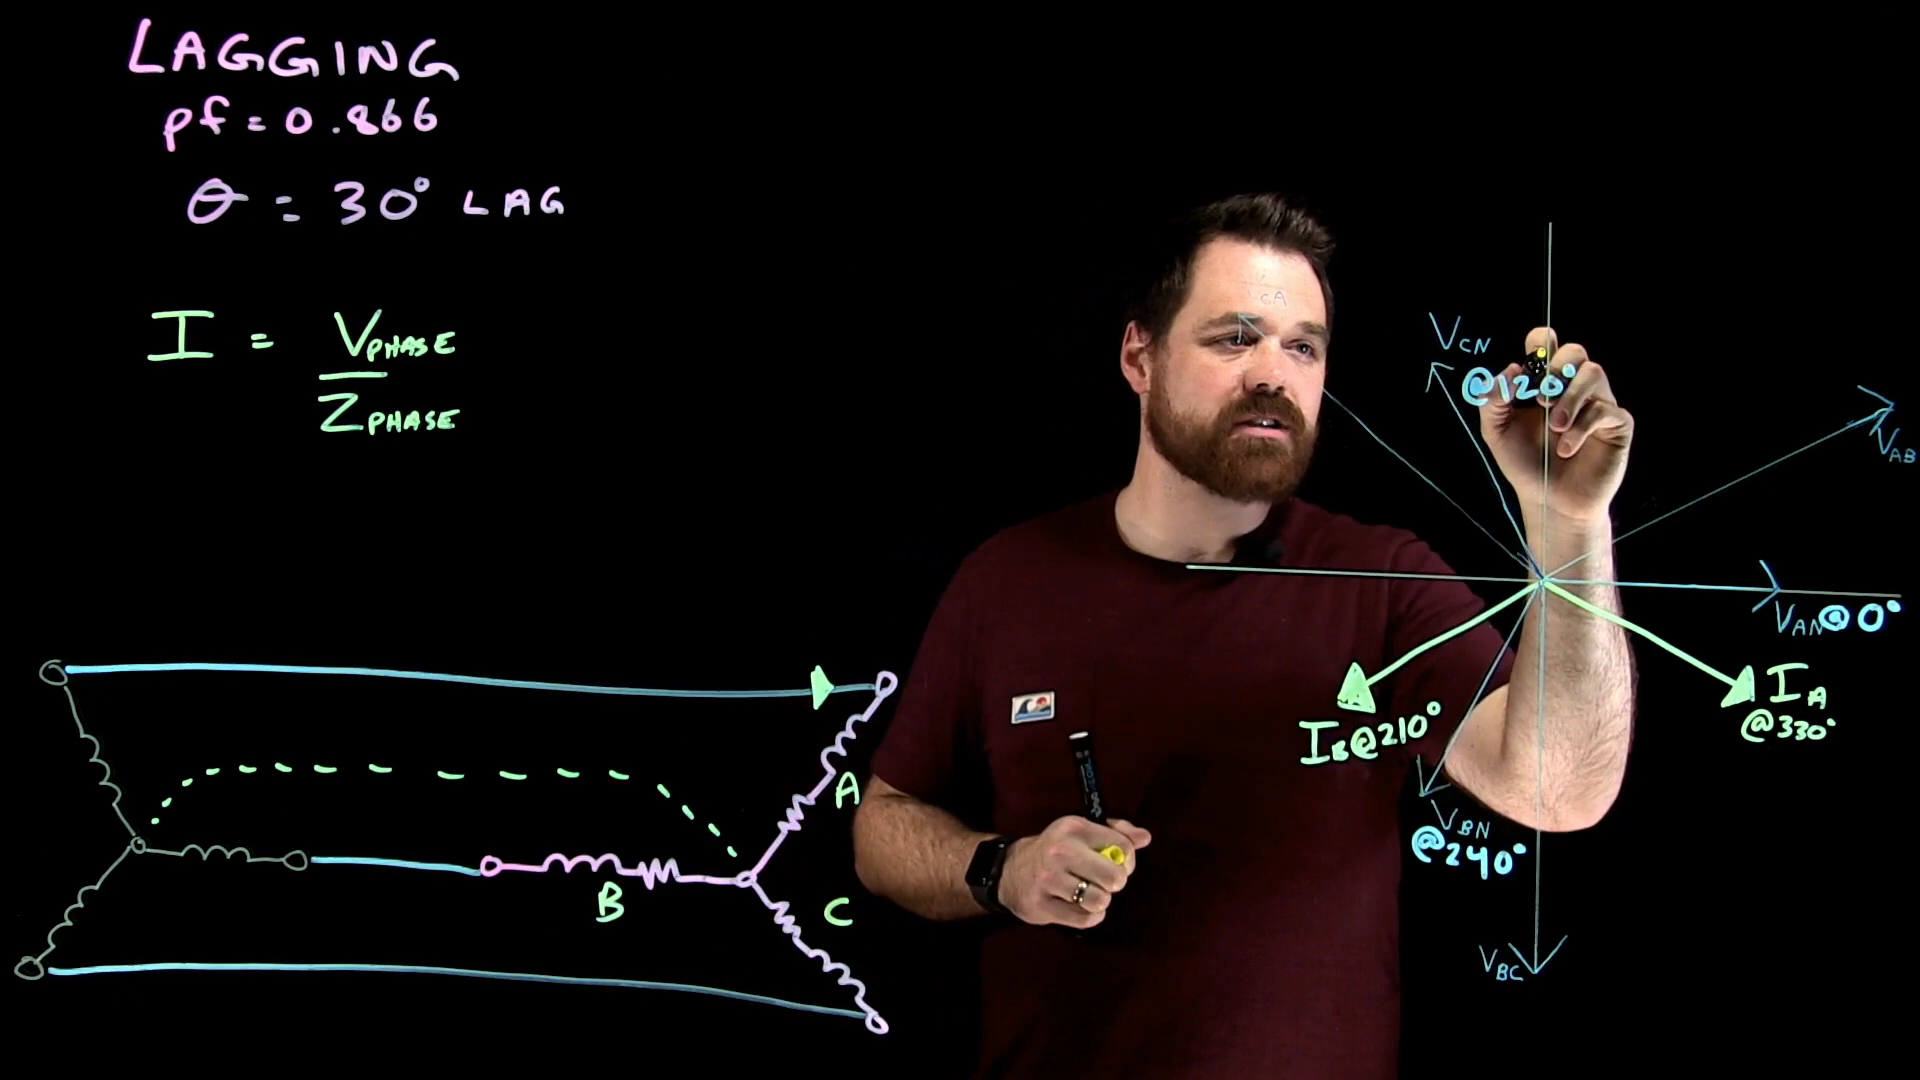 LAGGING
pf = 0.866
θ = 30° LAG
I = VPHASE
ZPHASE
CA
VCN
@120°
VAB
VAN@0°
IA
@330°
IB@210°
VBN
@240°
VBC
A
B
C